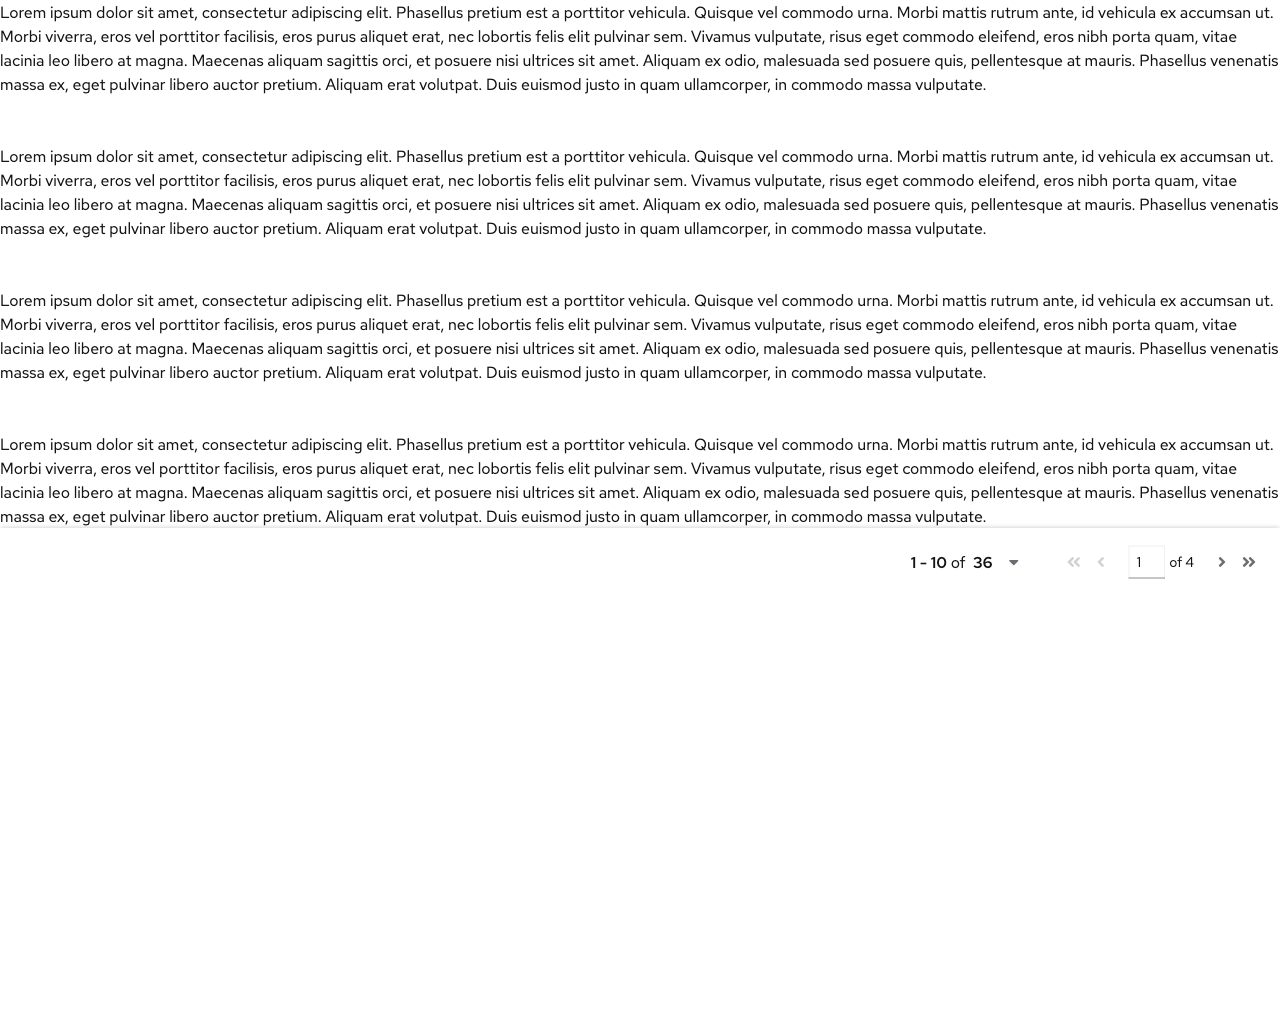 Lorem ipsum dolor sit amet, consectetur adipiscing elit. Phasellus pretium est a porttitor vehicula. Quisque vel commodo urna. Morbi mattis rutrum ante, id vehicula ex accumsan ut.
Morbi viverra, eros vel porttitor facilisis, eros purus aliquet erat, nec lobortis felis elit pulvinar sem. Vivamus vulputate, risus eget commodo eleifend, eros nibh porta quam, vitae
lacinia leo libero at magna. Maecenas aliquam sagittis orci, et posuere nisi ultrices sit amet. Aliquam ex odio, malesuada sed posuere quis, pellentesque at mauris. Phasellus venenatis
massa ex, eget pulvinar libero auctor pretium. Aliquam erat volutpat. Duis euismod justo in quam ullamcorper, in commodo massa vulputate.
Lorem ipsum dolor sit amet, consectetur adipiscing elit. Phasellus pretium est a porttitor vehicula. Quisque vel commodo urna. Morbi mattis rutrum ante, id vehicula ex accumsan ut.
Morbi viverra, eros vel porttitor facilisis, eros purus aliquet erat, nec lobortis felis elit pulvinar sem. Vivamus vulputate, risus eget commodo eleifend, eros nibh porta quam, vitae
lacinia leo libero at magna. Maecenas aliquam sagittis orci, et posuere nisi ultrices sit amet. Aliquam ex odio, malesuada sed posuere quis, pellentesque at mauris. Phasellus venenatis
massa ex, eget pulvinar libero auctor pretium. Aliquam erat volutpat. Duis euismod justo in quam ullamcorper, in commodo massa vulputate.
Lorem ipsum dolor sit amet, consectetur adipiscing elit. Phasellus pretium est a porttitor vehicula. Quisque vel commodo urna. Morbi mattis rutrum ante, id vehicula ex accumsan ut.
Morbi viverra, eros vel porttitor facilisis, eros purus aliquet erat, nec lobortis felis elit pulvinar sem. Vivamus vulputate, risus eget commodo eleifend, eros nibh porta quam, vitae
lacinia leo libero at magna. Maecenas aliquam sagittis orci, et posuere nisi ultrices sit amet. Aliquam ex odio, malesuada sed posuere quis, pellentesque at mauris. Phasellus venenatis
massa ex, eget pulvinar libero auctor pretium. Aliquam erat volutpat. Duis euismod justo in quam ullamcorper, in commodo massa vulputate.
Lorem ipsum dolor sit amet, consectetur adipiscing elit. Phasellus pretium est a porttitor vehicula. Quisque vel commodo urna. Morbi mattis rutrum ante, id vehicula ex accumsan ut.
Morbi viverra, eros vel porttitor facilisis, eros purus aliquet erat, nec lobortis felis elit pulvinar sem. Vivamus vulputate, risus eget commodo eleifend, eros nibh porta quam, vitae
lacinia leo libero at magna. Maecenas aliquam sagittis orci, et posuere nisi ultrices sit amet. Aliquam ex odio, malesuada sed posuere quis, pellentesque at mauris. Phasellus venenatis
massa ex, eget pulvinar libero auctor pretium. Aliquam erat volutpat. Duis euismod justo in quam ullamcorper, in commodo massa vulputate.
1 - 10 of 36 1 of 4